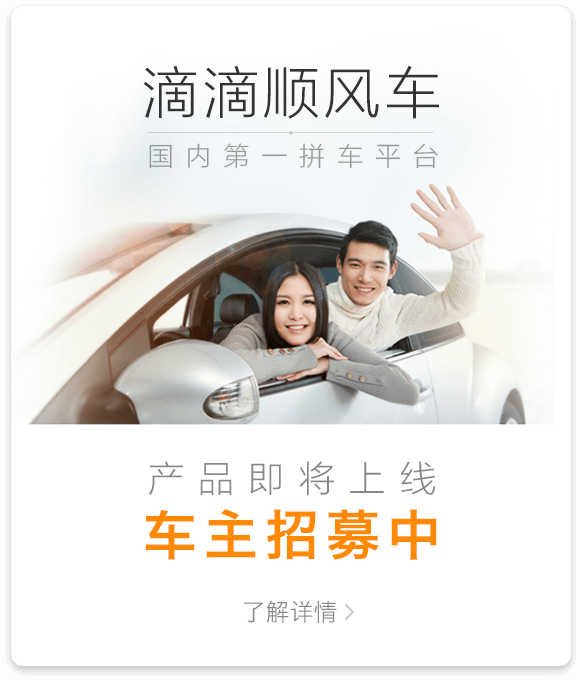 滴滴顺风车
国内第一拼车平台
产品即将上线
车主招募中
了解详情 >